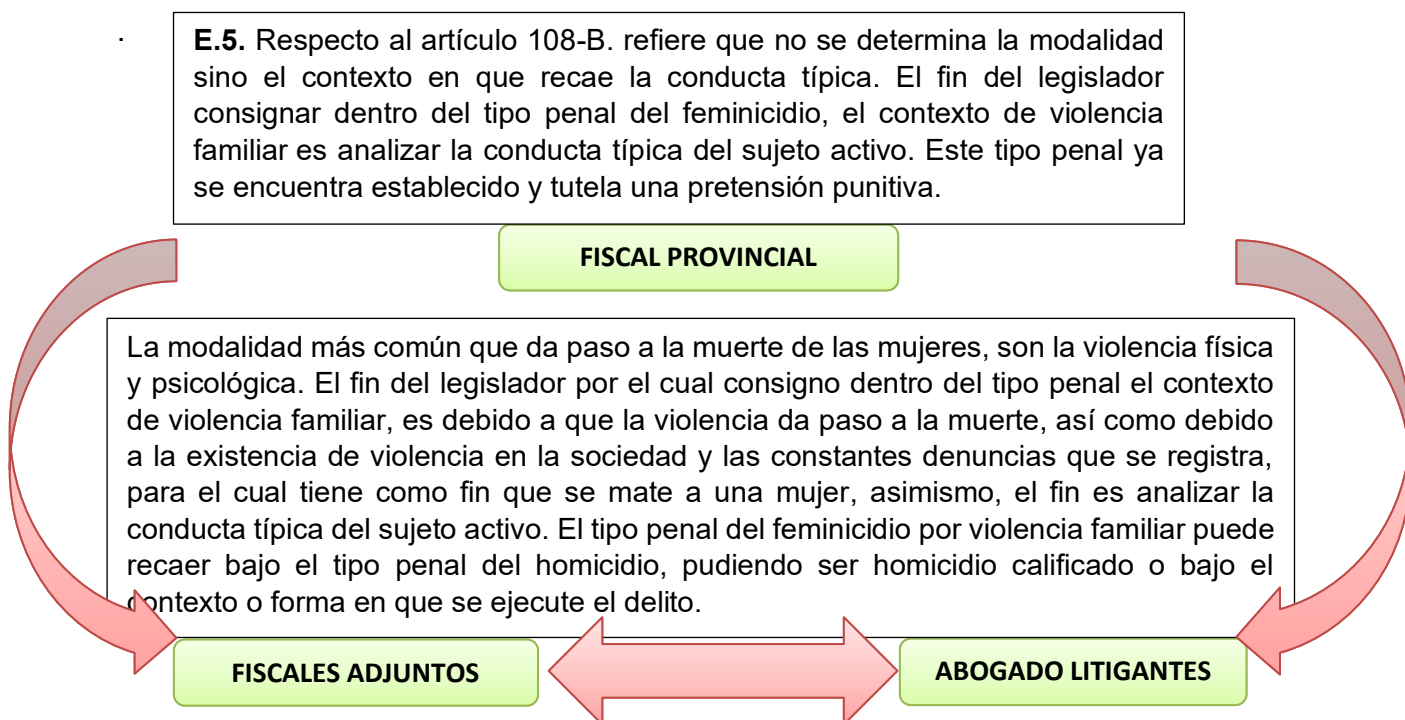 E.5. Respecto al artículo 108-B. refiere que no se determina la modalidad
sino el contexto en que recae la conducta típica. El fin del legislador
consignar dentro del tipo penal del feminicidio, el contexto de violencia
familiar es analizar la conducta típica del sujeto activo. Este tipo penal ya
se encuentra establecido y tutela una pretensión punitiva.
FISCAL PROVINCIAL
La modalidad más común que da paso a la muerte de las mujeres, son la violencia física
y psicológica. El fin del legislador por el cual consigno dentro del tipo penal el contexto
de violencia familiar, es debido a que la violencia da paso a la muerte, así como debido
a la existencia de violencia en la sociedad y las constantes denuncias que se registra,
para el cual tiene como fin que se mate a una mujer, asimismo, el fin es analizar la
conducta típica del sujeto activo. El tipo penal del feminicidio por violencia familiar puede
recaer bajo el tipo penal del homicidio, pudiendo ser homicidio calificado o bajo el
contexto o forma en que se ejecute el delito.
FISCALES ADJUNTOS
ABOGADO LITIGANTES